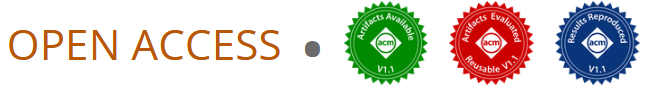 OPEN ACCESS •
Artifacts Available
acm
V1.1
Artifacts Evaluated
acm
Reusable V1.1
Results Reproduced
acm
V1.1